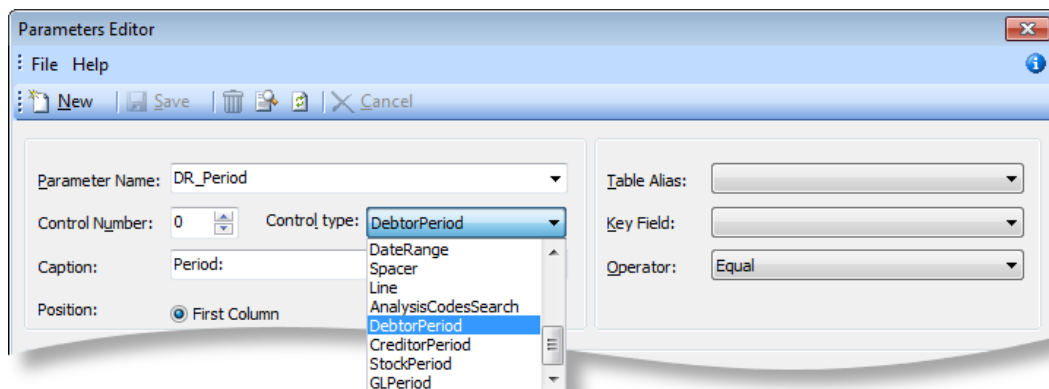 Parameters Editor
File Help
New Save Cancel
Parameter Name: DR_Period
Table Alias:
Control Number: 0 Control type: DebtorPeriod
Key Field:
DateRange
Caption: Period:
Spacer
Operator: Equal
Line
Position: First Column
AnalysisCodesSearch
DebtorPeriod
CreditorPeriod
StockPeriod
GLPeriod